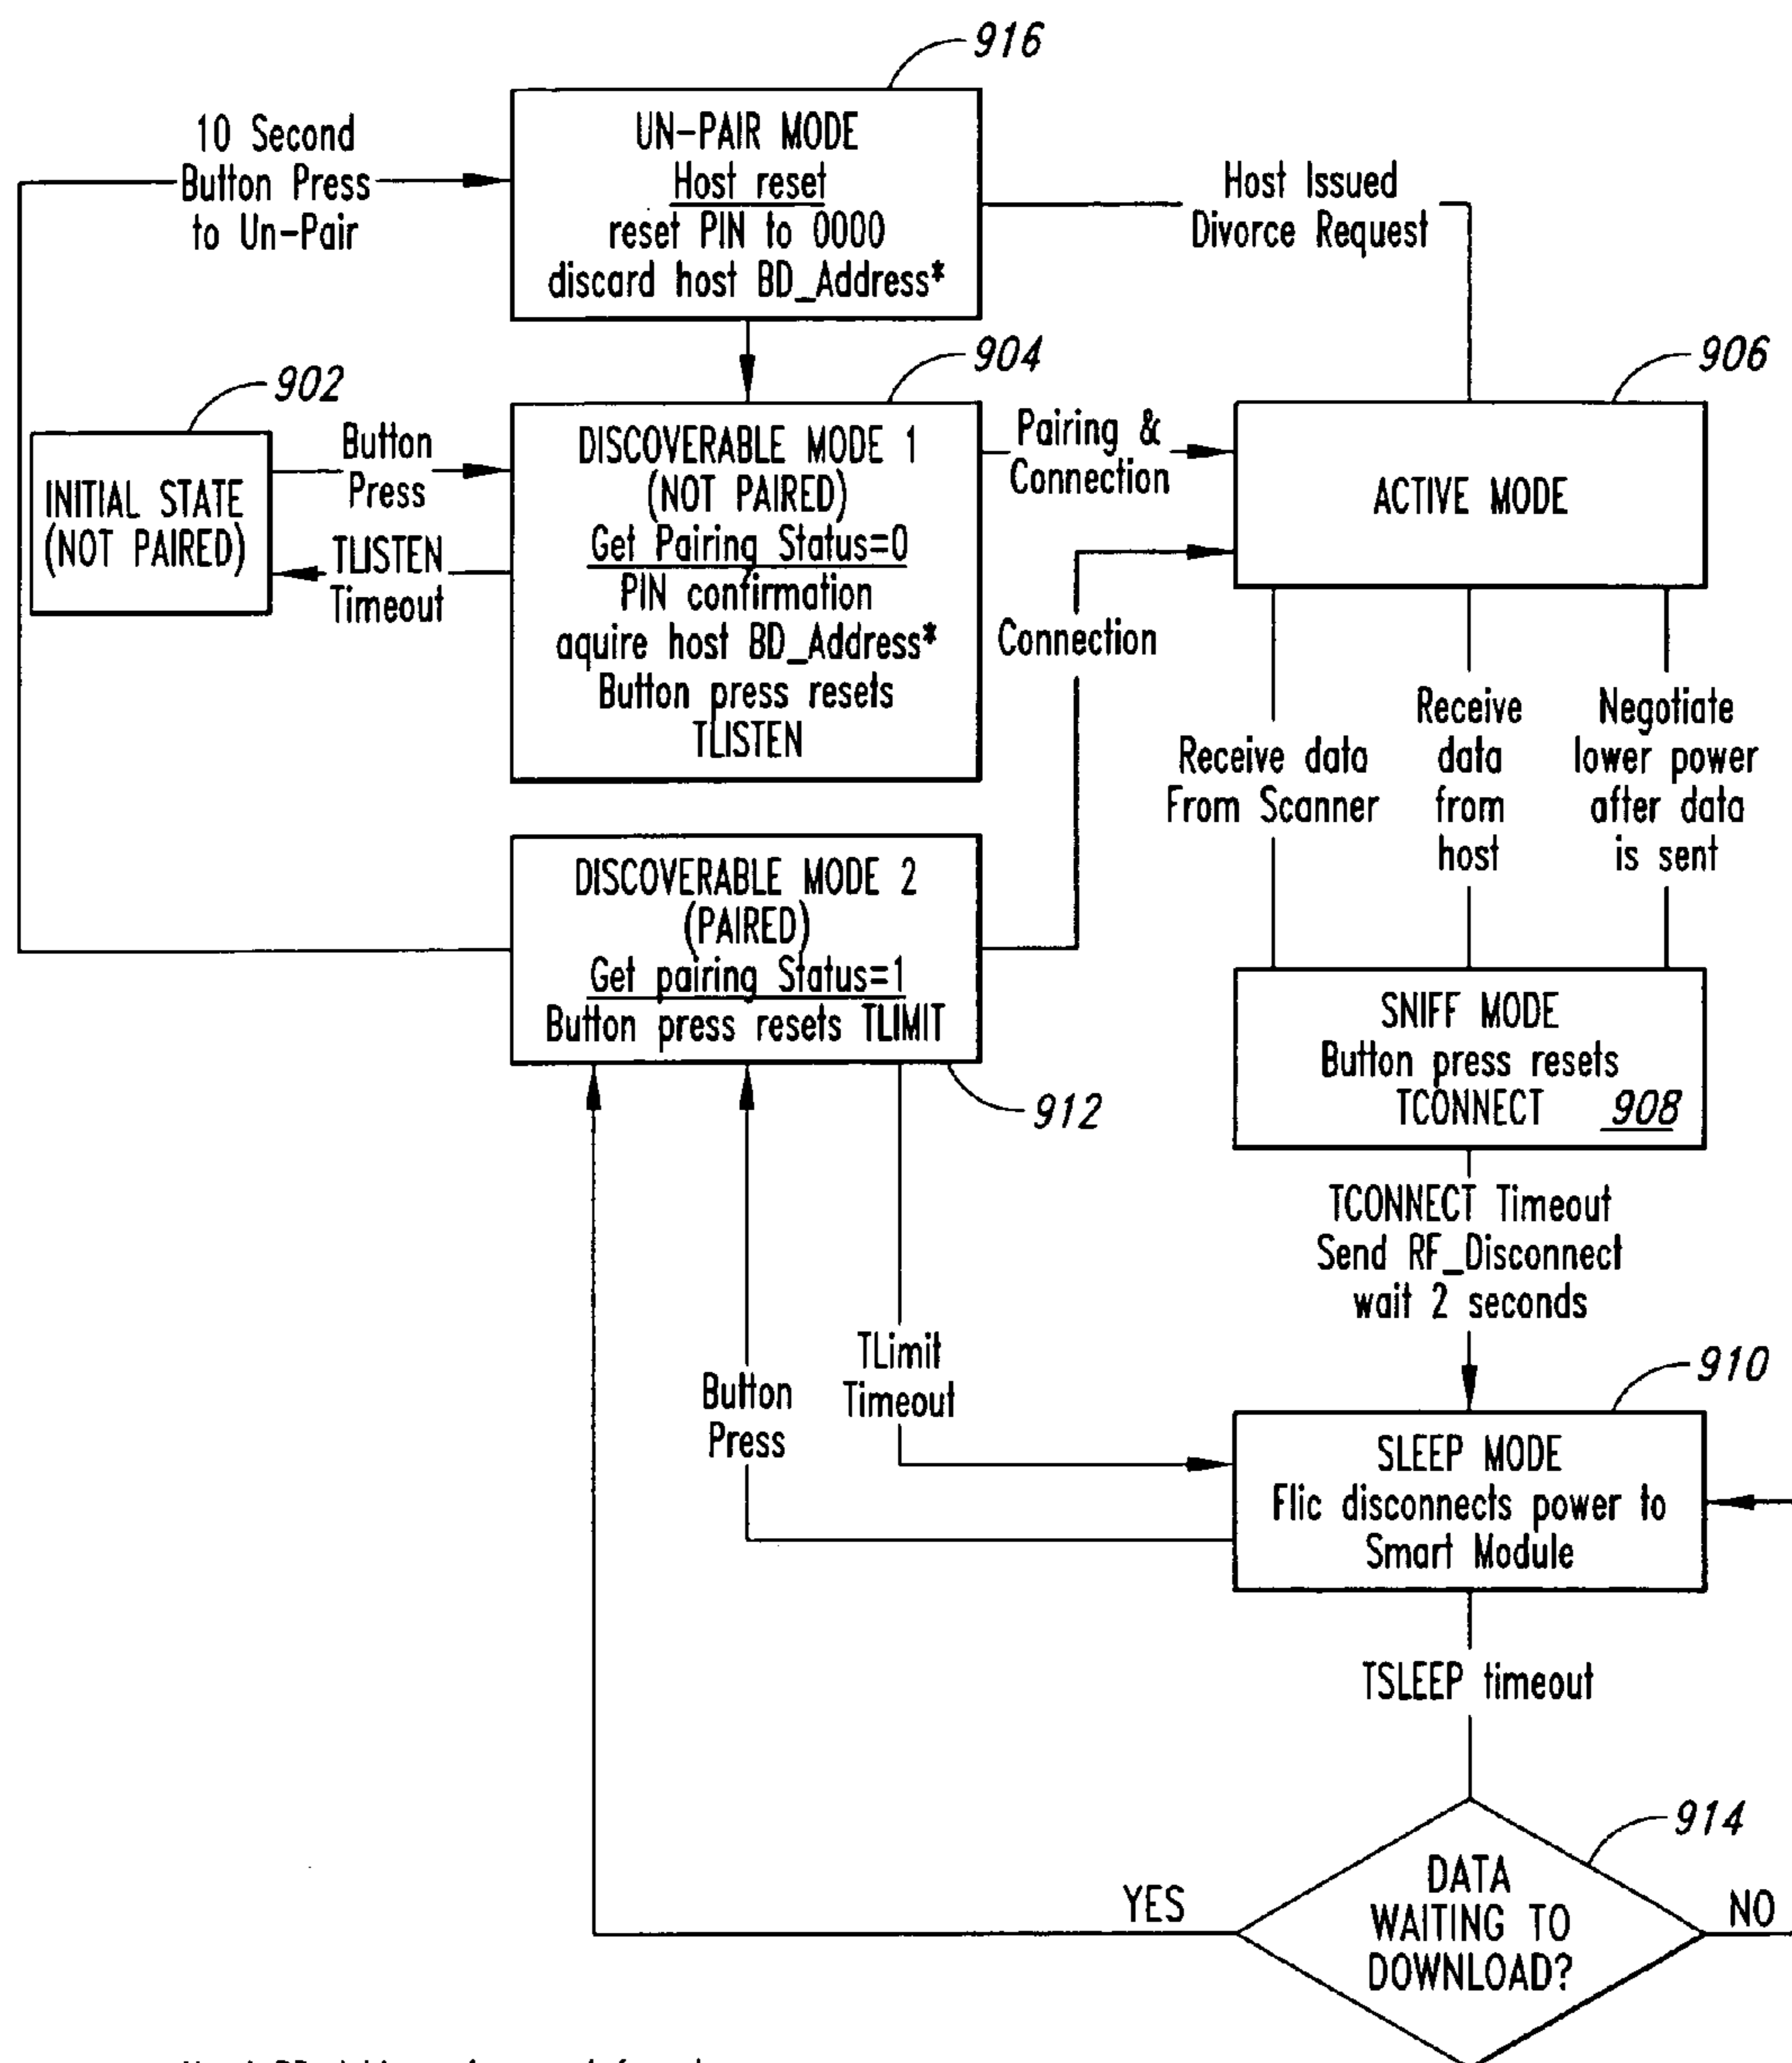 916
10 Second
Button Press
to Un-Pair
UN-PAIR MODE
Host reset
reset PIN to 0000
discard host BD_Address*
Host Issued
Divorce Request
902
904
906
INITIAL STATE
(NOT PAIRED)
Button
Press
TLISTEN
Timeout
DISCOVERABLE MODE 1
(NOT PAIRED)
Get Pairing Status=0
PIN confirmation
aquire host BD_Address*
Button press resets
TLISTEN
Pairing &
Connection
ACTIVE MODE
Connection
Receive data
From Scanner
Receive
data
from
host
Negotiate
lower power
after data
is sent
DISCOVERABLE MODE 2
(PAIRED)
Get pairing Status=1
Button press resets TLIMIT
912
SNIFF MODE
Button press resets
TCONNECT 908
TCONNECT Timeout
Send RF_Disconnect
wait 2 seconds
Button
Press
TLimit
Timeout
910
SLEEP MODE
Flic disconnects power to
Smart Module
TSLEEP timeout
914
DATA
WAITING TO
DOWNLOAD?
YES
NO